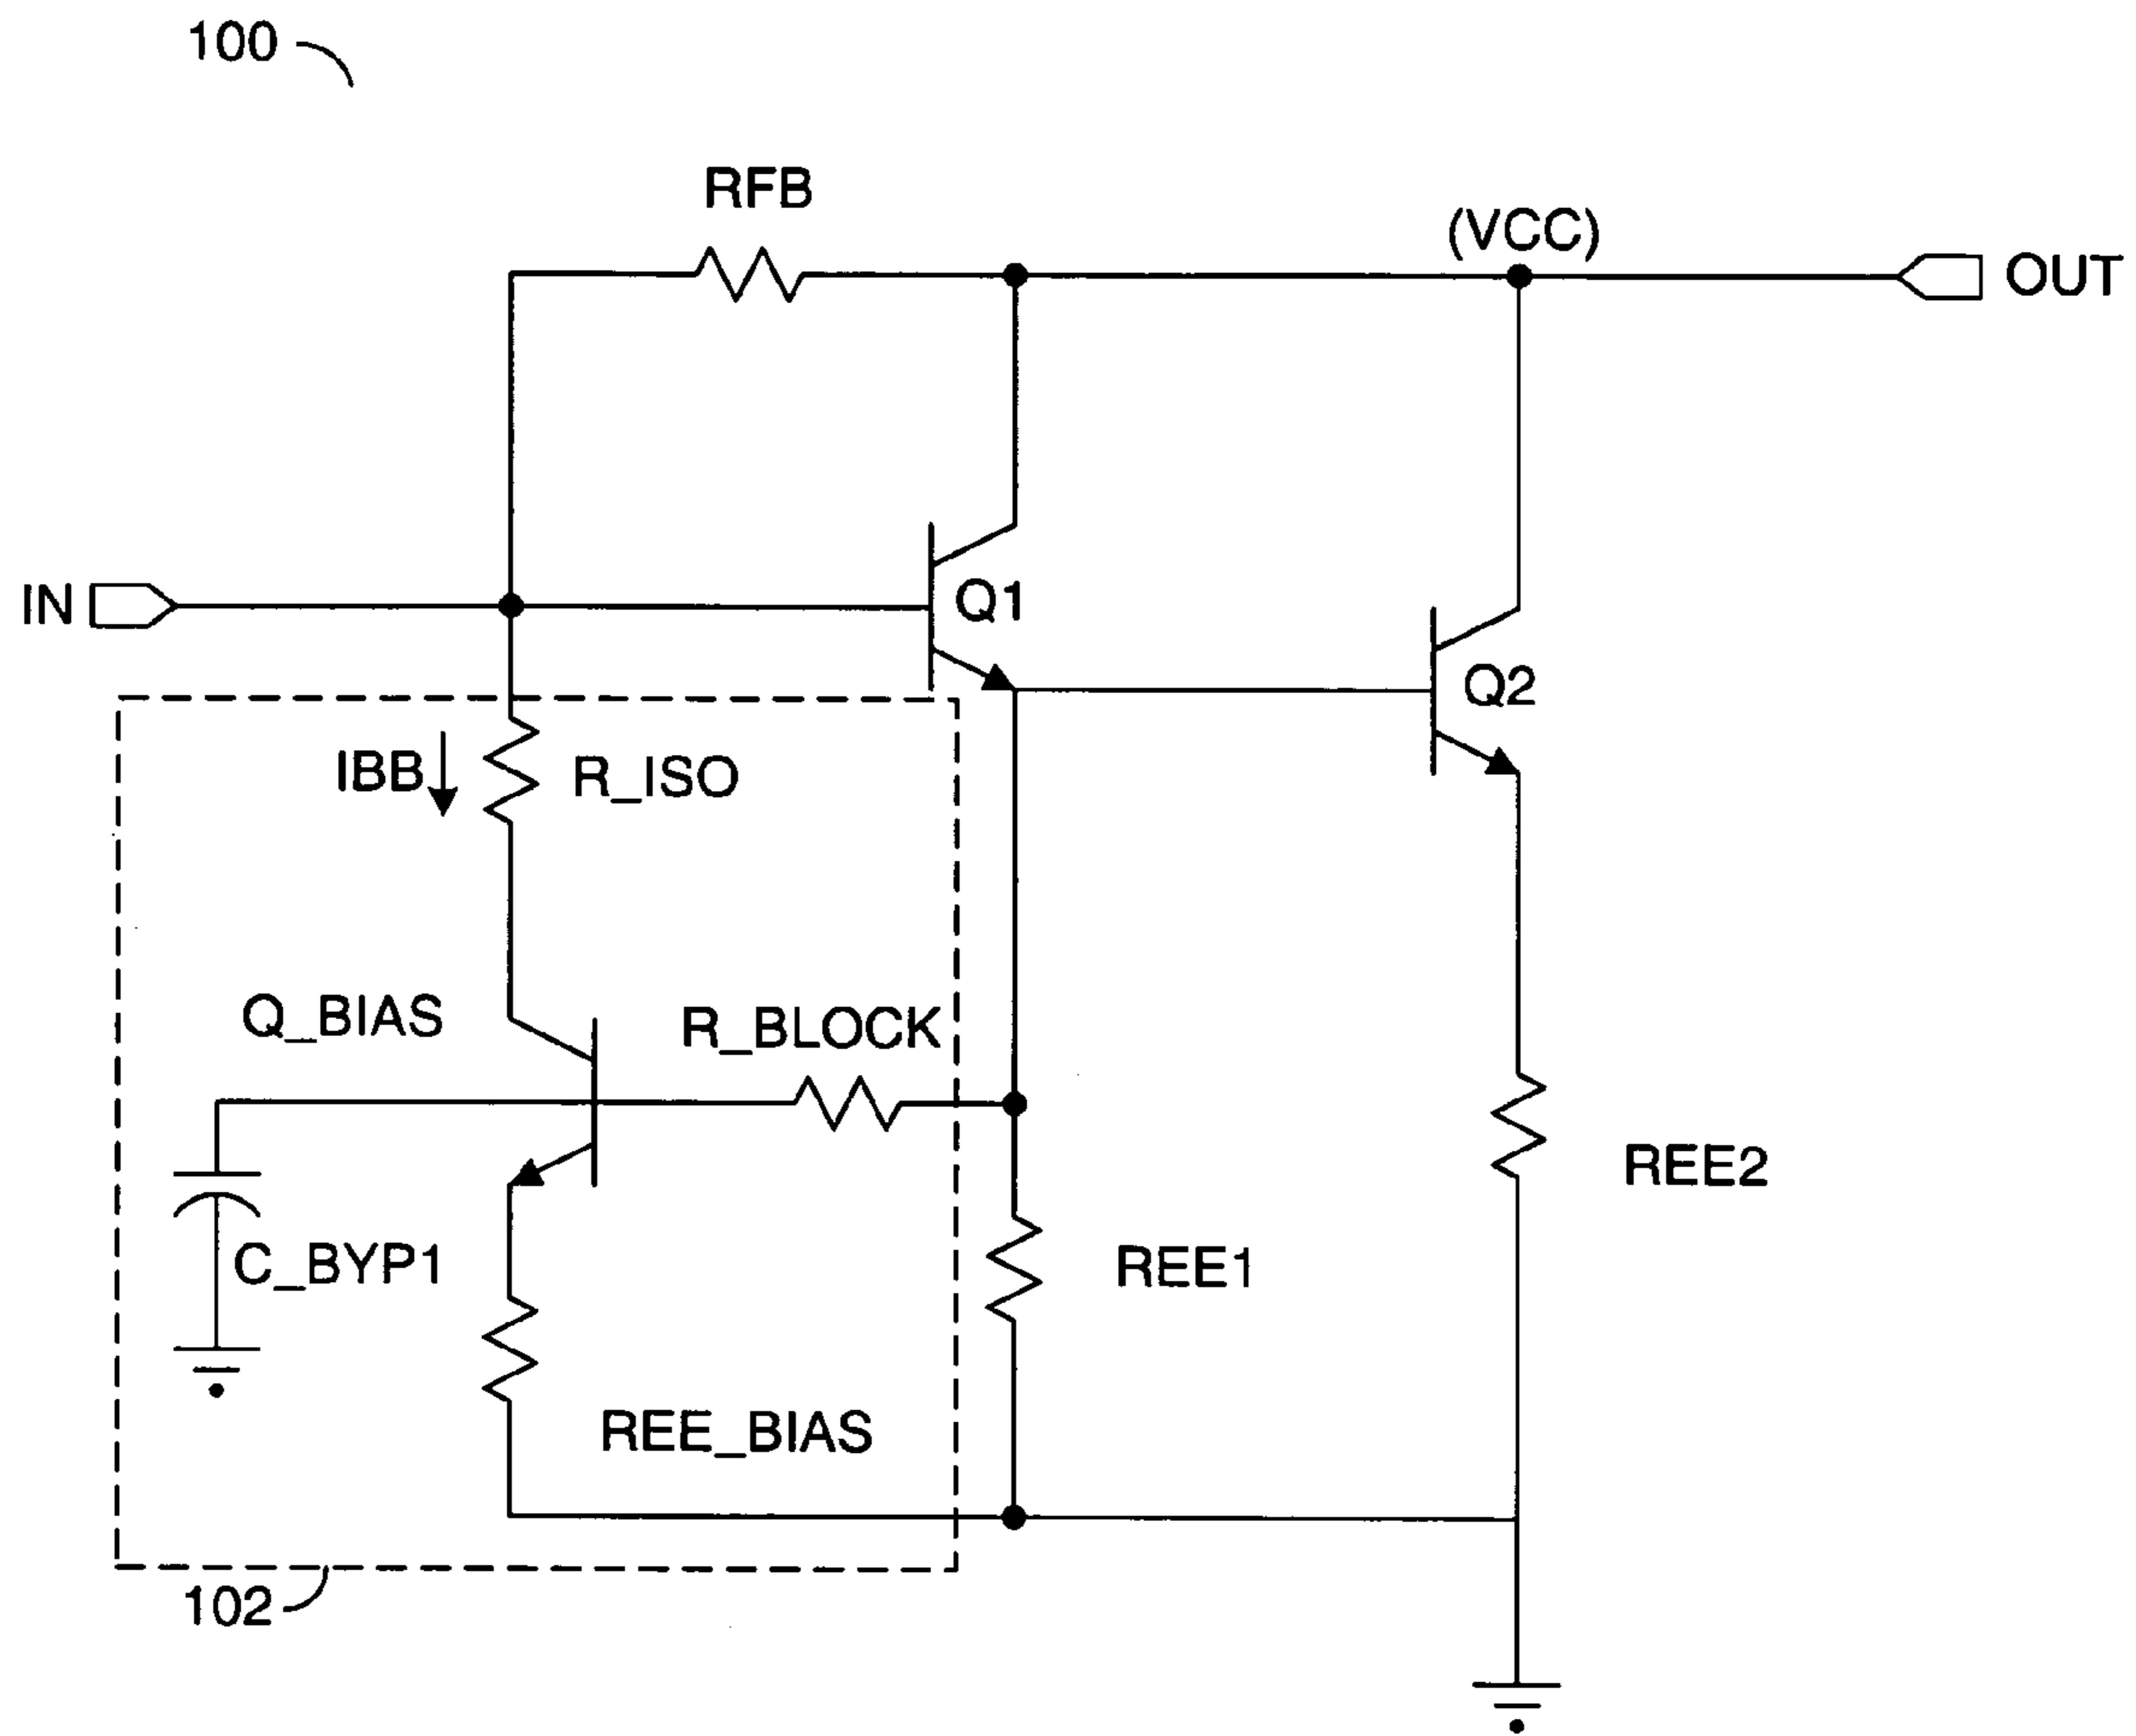 100
RFB
(VCC)
OUT
IN
Q1
Q2
IBB
R_ISO
Q_BIAS
R_BLOCK
REE2
C_BYP1
REE1
REE_BIAS
102